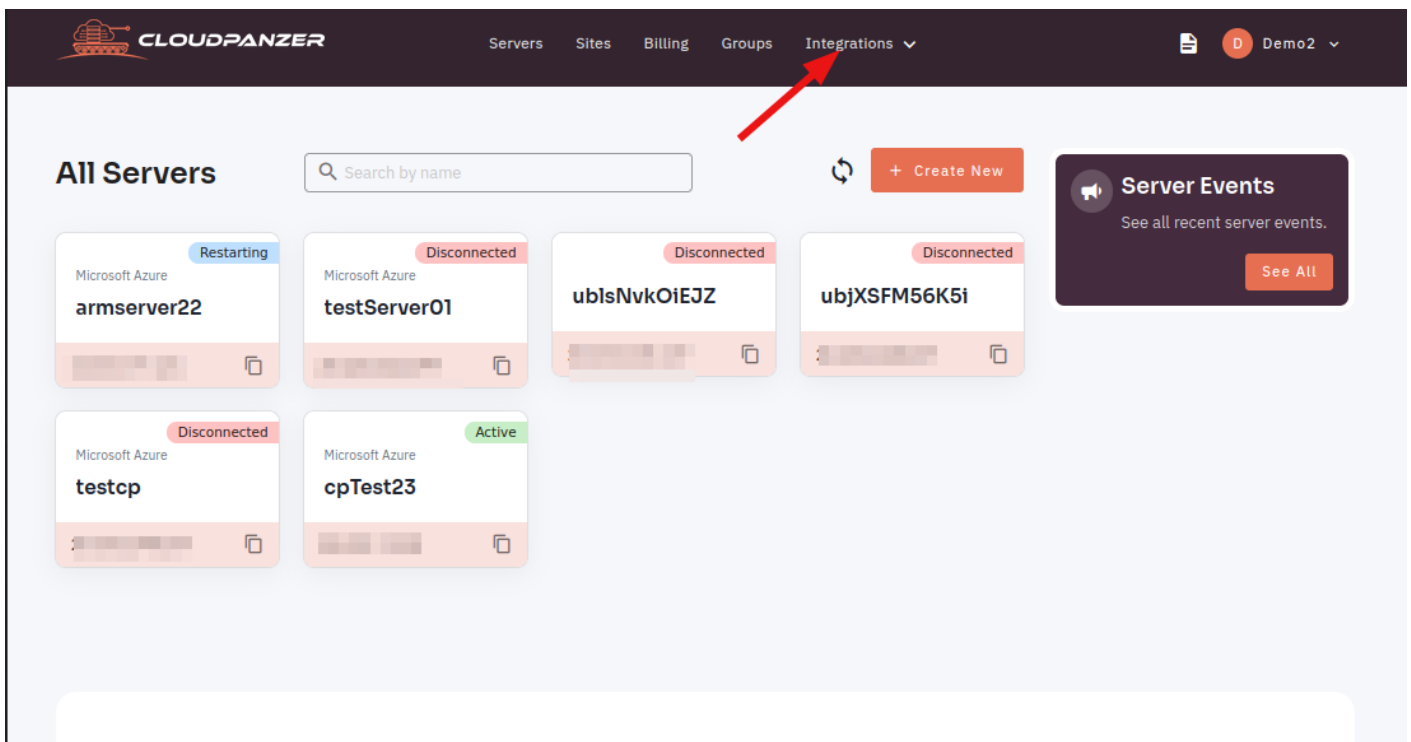 CLOUDPANZER
Servers Sites Billing Groups Integrations
D Demo2
All Servers
Search by name
+ Create New
Server Events
See all recent server events.
See All
Restarting
Microsoft Azure
armserver22
Disconnected
Microsoft Azure
testServer01
Disconnected
ublsNvkOiEJZ
Disconnected
ubjXSFM56K5i
Disconnected
Microsoft Azure
testcp
Active
Microsoft Azure
cpTest23